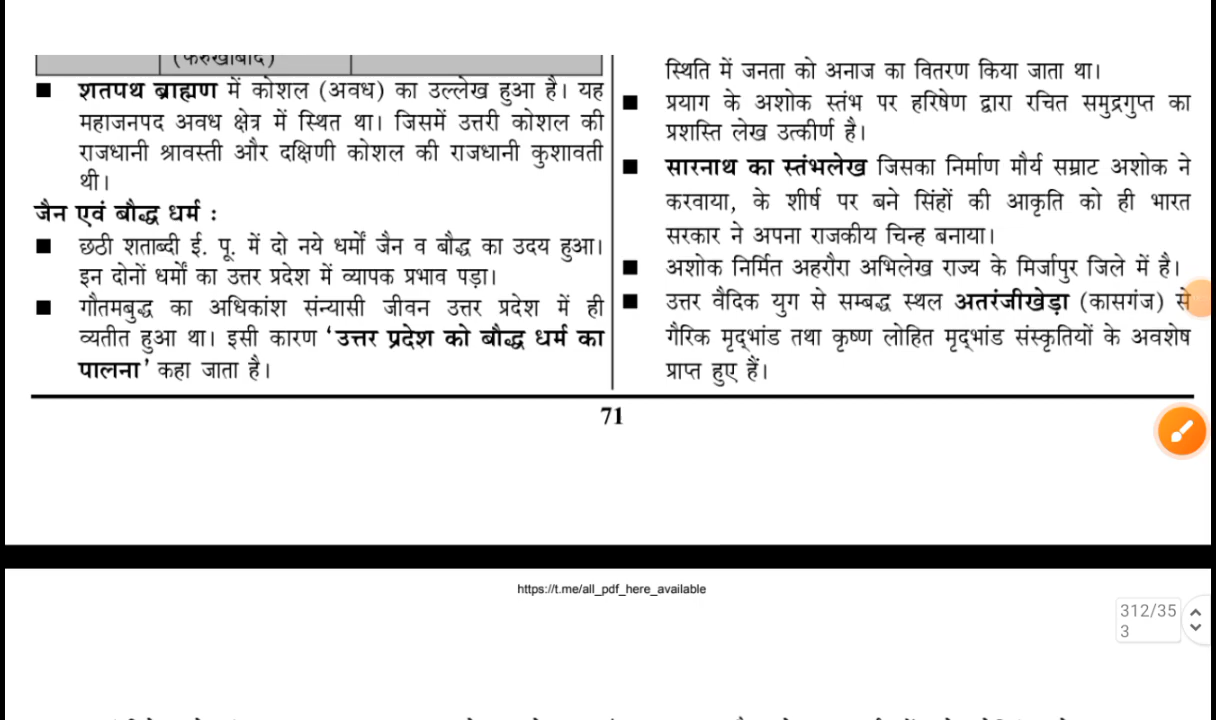 (फरुखाबाद)
■ शतपथ ब्राह्मण में कोशल (अवध) का उल्लेख हुआ है। यह
महाजनपद अवध क्षेत्र में स्थित था। जिसमें उत्तरी कोशल की
राजधानी श्रावस्ती और दक्षिणी कोशल की राजधानी कुशावती
थी।
जैन एवं बौद्ध धर्म :
■ छठी शताब्दी ई. पू. में दो नये धर्मों जैन व बौद्ध का उदय हुआ।
इन दोनों धर्मों का उत्तर प्रदेश में व्यापक प्रभाव पड़ा।
■ गौतमबुद्ध का अधिकांश संन्यासी जीवन उत्तर प्रदेश में ही
व्यतीत हुआ था। इसी कारण ‘उत्तर प्रदेश को बौद्ध धर्म का
पालना’ कहा जाता है।
स्थिति में जनता को अनाज का वितरण किया जाता था।
■ प्रयाग के अशोक स्तंभ पर हरिषेण द्वारा रचित समुद्रगुप्त का
प्रशस्ति लेख उत्कीर्ण है।
■ सारनाथ का स्तंभलेख जिसका निर्माण मौर्य सम्राट अशोक ने
करवाया, के शीर्ष पर बने सिंहों की आकृति को ही भारत
सरकार ने अपना राजकीय चिन्ह बनाया।
■ अशोक निर्मित अहरौरा अभिलेख राज्य के मिर्जापुर जिले में है।
■ उत्तर वैदिक युग से सम्बद्ध स्थल अतरंजीखेड़ा (कासगंज) से
गैरिक मृद्भांड तथा कृष्ण लोहित मृद्भांड संस्कृतियों के अवशेष
प्राप्त हुए हैं।
71
https://t.me/all_pdf_here_available
312/35
3